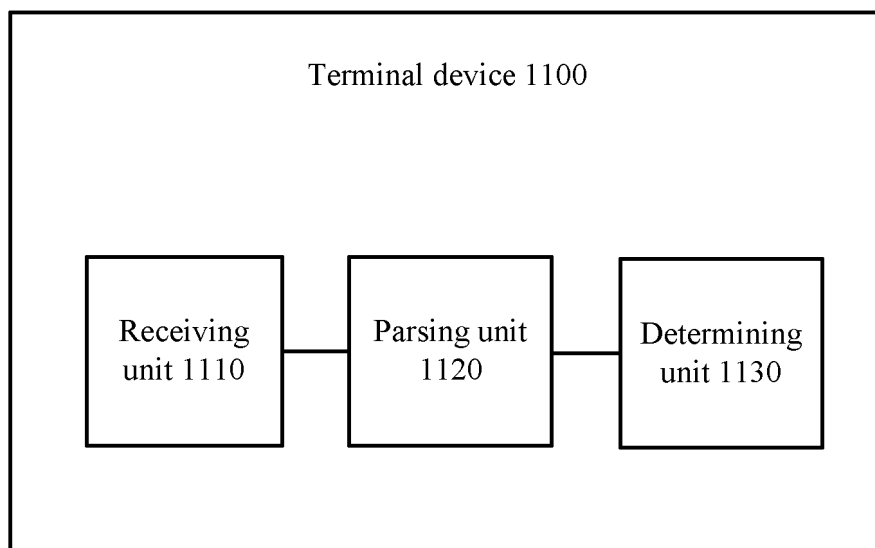 Terminal device 1100
Receiving
unit 1110
Parsing unit
1120
Determining
unit 1130